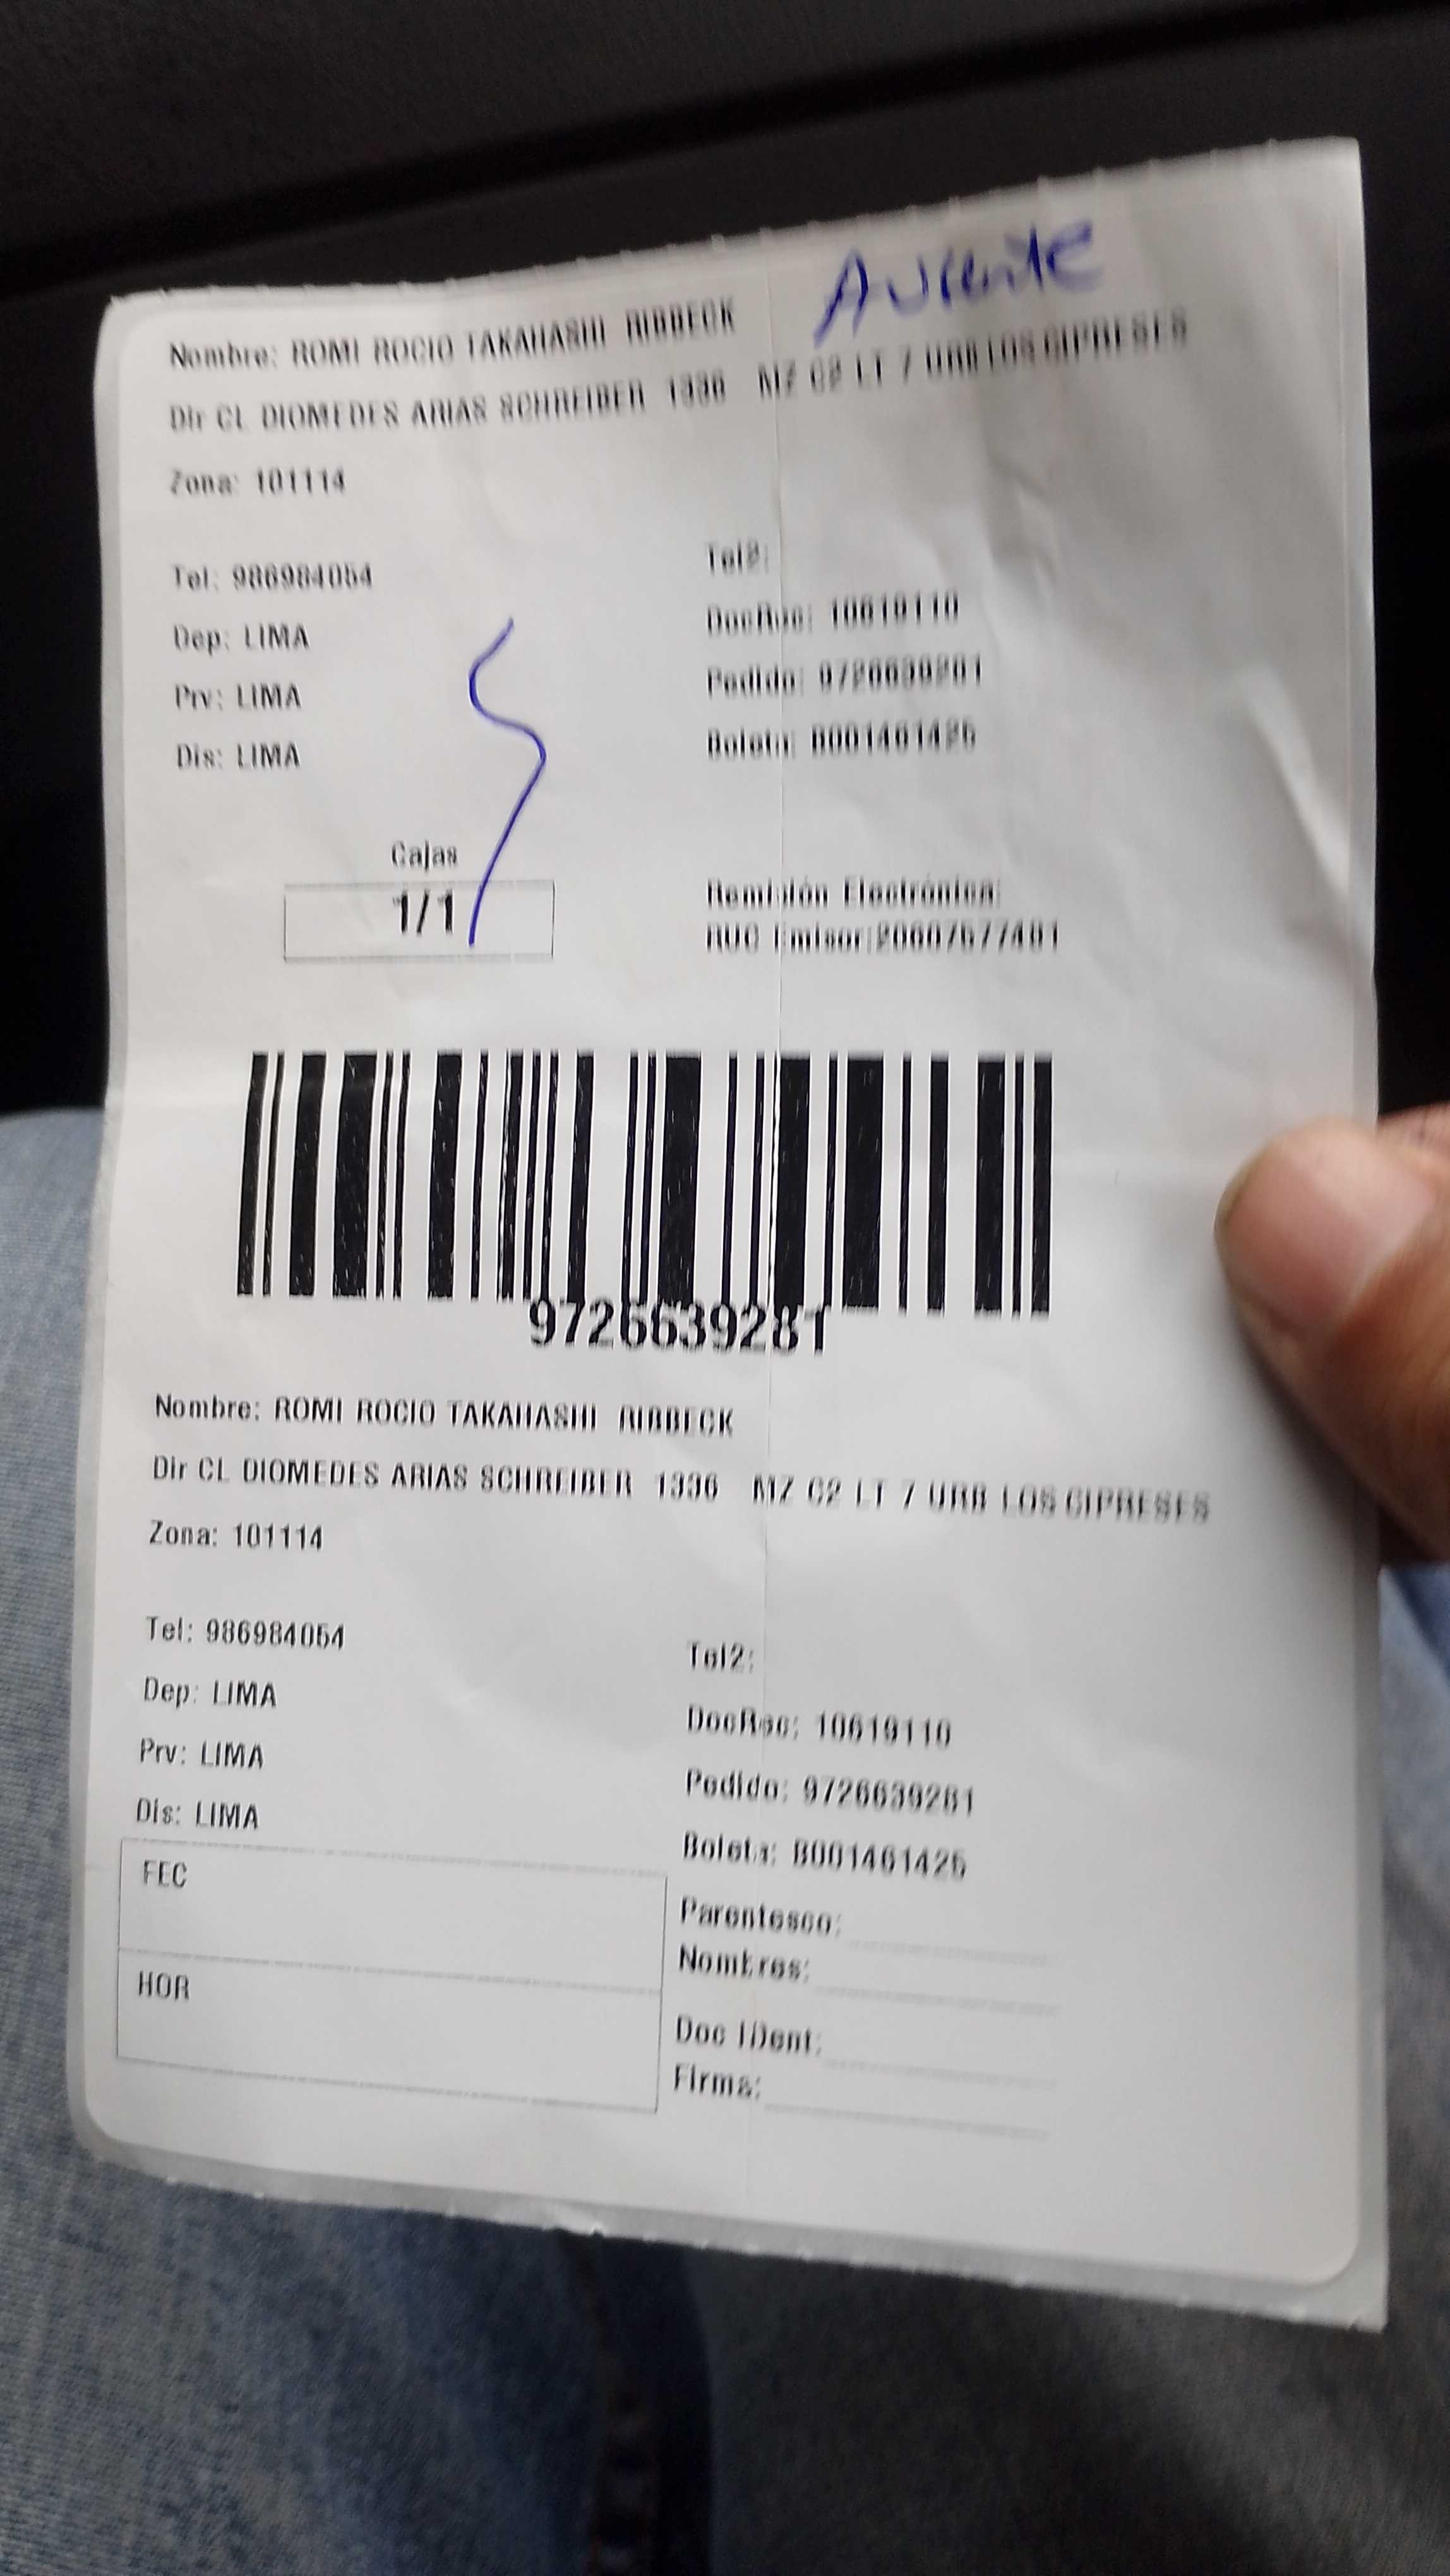 Ausente
Nombre: ROMI ROCIO TAKAHASHI RIBBECK
Dir CL DIOMEDES ARIAS SCHREIBER 1336 MZ C2 LT 7 URB LOS CIPRESES
Zona: 101114
Tel: 986984054 Tel2:
Dep: LIMA DocRec: 10619110
Prv: LIMA Pedido: 9726639281
Dis: LIMA Boleta: B001461425
Cajas
1/1
Remisión Electrónica:
RUC Emisor:20607577481
9726639281
Nombre: ROMI ROCIO TAKAHASHI RIBBECK
Dir CL DIOMEDES ARIAS SCHREIBER 1336 MZ C2 LT 7 URB LOS CIPRESES
Zona: 101114
Tel: 986984054 Tel2:
Dep: LIMA DocRec: 10619110
Prv: LIMA Pedido: 9726639281
Dis: LIMA Boleta: B001461425
FEC
Parentesco:
Nombres:
HOR
Doc IDent:
Firma: